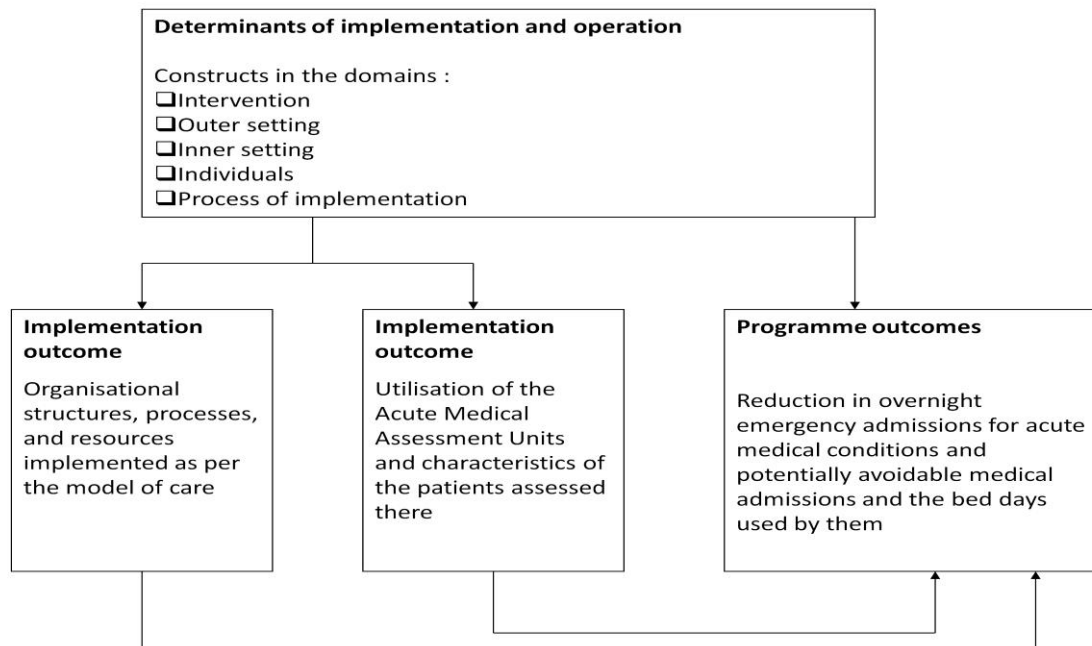 Determinants of implementation and operation
Constructs in the domains :
❑Intervention
❑Outer setting
❑Inner setting
❑Individuals
❑Process of implementation
Implementation
outcome
Organisational
structures, processes,
and resources
implemented as per
the model of care
Implementation
outcome
Utilisation of the
Acute Medical
Assessment Units
and characteristics of
the patients assessed
there
Programme outcomes
Reduction in overnight
emergency admissions for acute
medical conditions and
potentially avoidable medical
admissions and the bed days
used by them